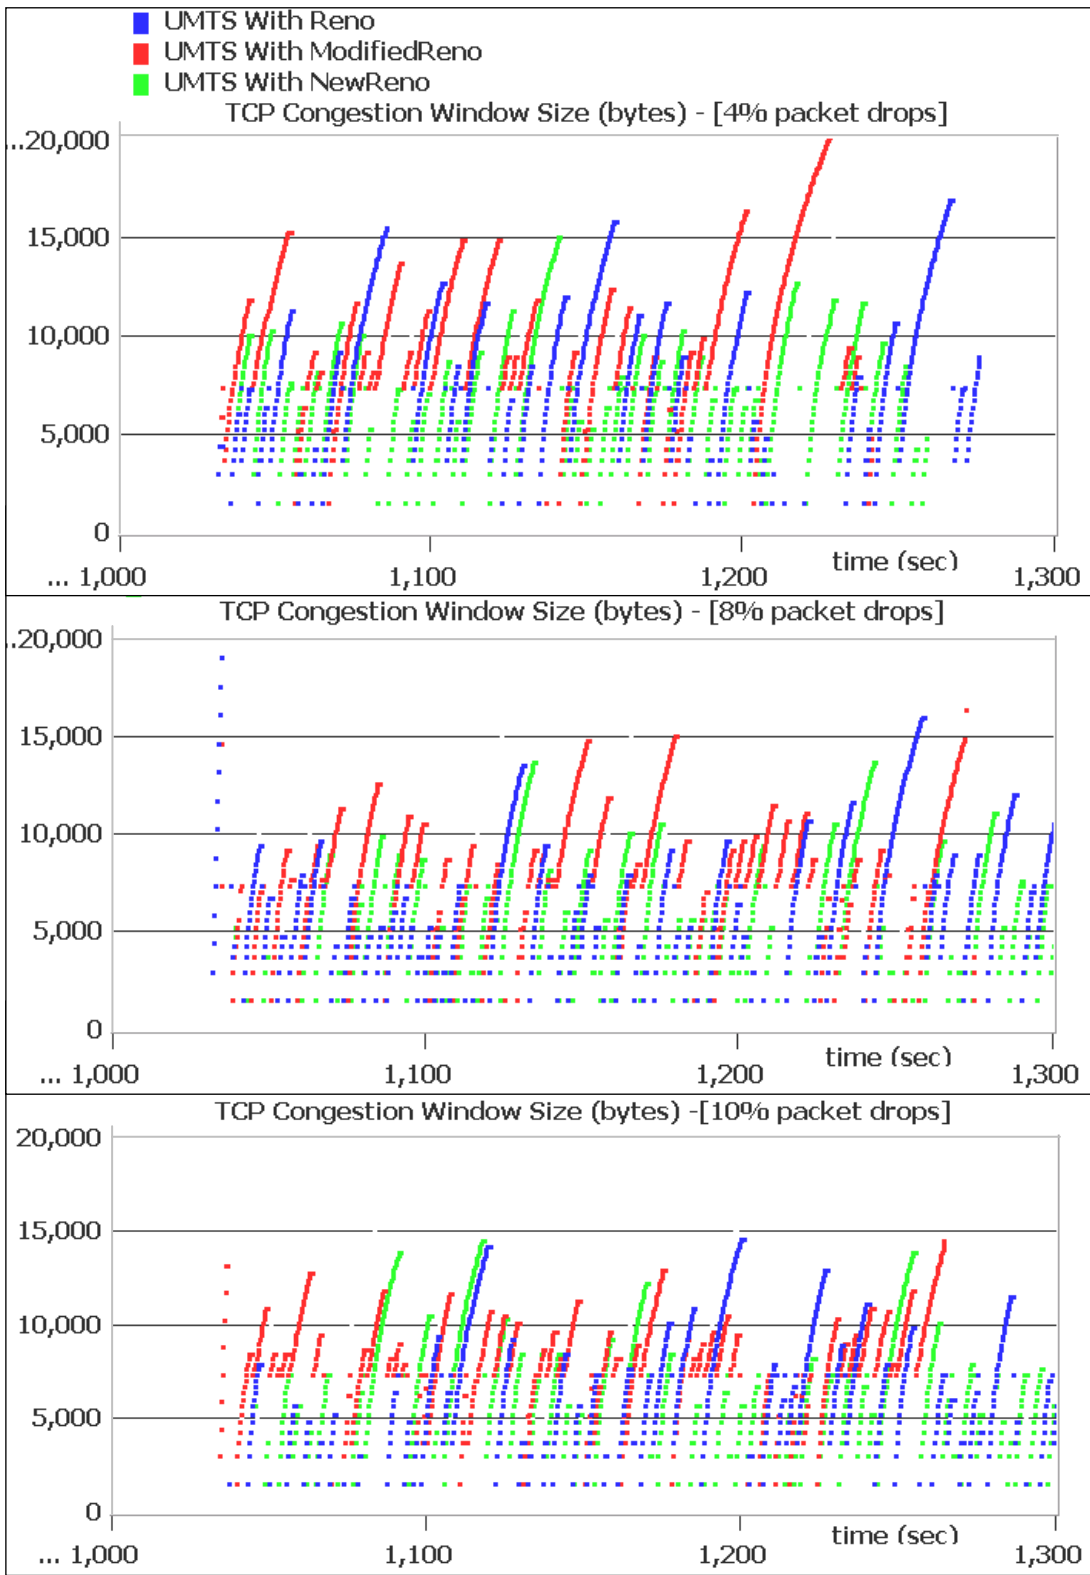 UMTS With Reno
UMTS With ModifiedReno
UMTS With NewReno
TCP Congestion Window Size (bytes) - [4% packet drops]
...20,000
15,000
10,000
5,000
0
time (sec)
... 1,000 1,100 1,200 1,300
TCP Congestion Window Size (bytes) - [8% packet drops]
...20,000
15,000
10,000
5,000
0
time (sec)
... 1,000 1,100 1,200 1,300
TCP Congestion Window Size (bytes) -[10% packet drops]
20,000
15,000
10,000
5,000
0
time (sec)
... 1,000 1,100 1,200 1,300